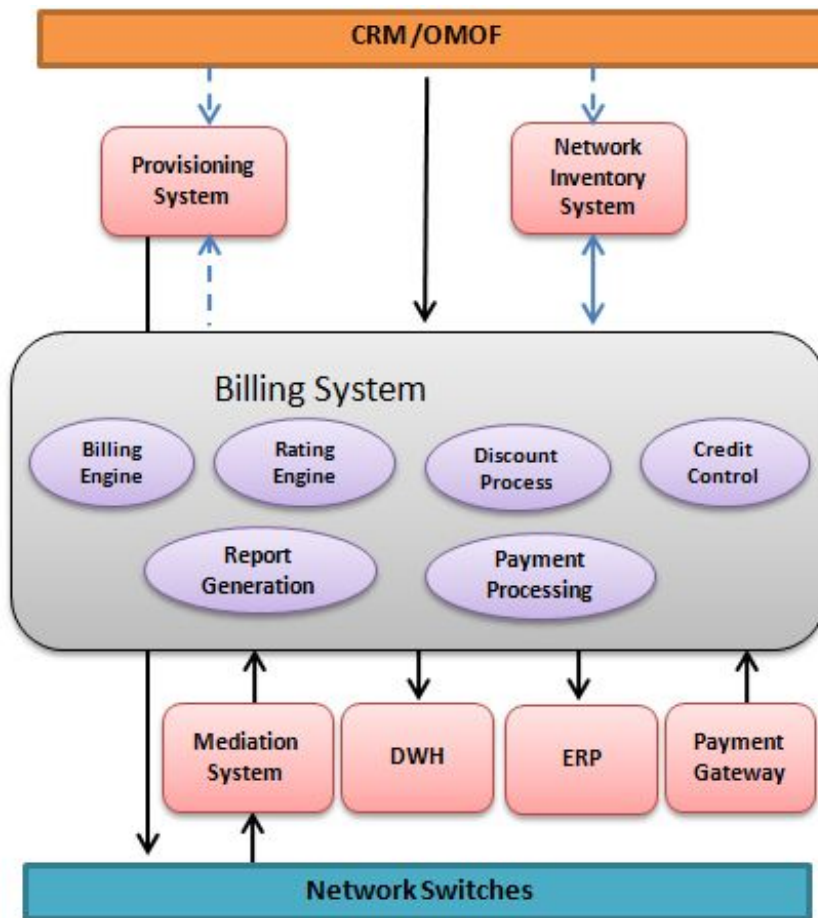 CRM/OMOF
Provisioning
System
Network
Inventory
System
Billing System
Billing
Engine
Rating
Engine
Discount
Process
Credit
Control
Report
Generation
Payment
Processing
Mediation
System
DWH
ERP
Payment
Gateway
Network Switches